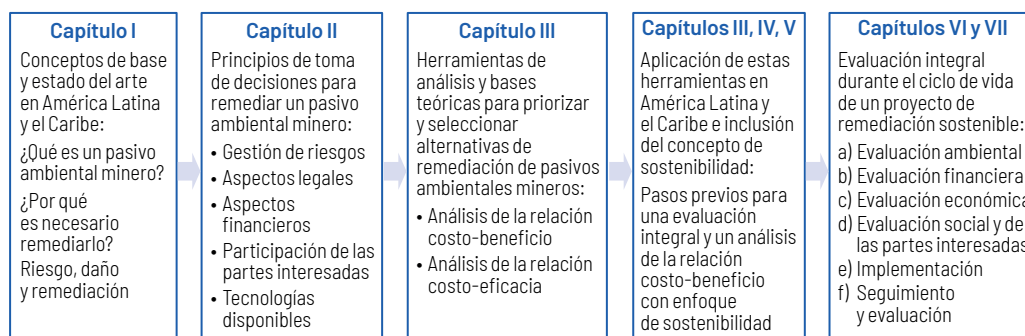 Capítulo I
Conceptos de base
y estado del arte
en América Latina
y el Caribe:
¿Qué es un pasivo
ambiental minero?
¿Por qué
es necesario
remediarlo?
Riesgo, daño
y remediación
Capítulo II
Principios de toma
de decisiones para
remediar un pasivo
ambiental minero:
• Gestión de riesgos
• Aspectos legales
• Aspectos
financieros
• Participación de las
partes interesadas
• Tecnologías
disponibles
Capítulo III
Herramientas de
análisis y bases
teóricas para priorizar
y seleccionar
alternativas de
remediación de pasivos
ambientales mineros:
• Análisis de la relación
costo-beneficio
• Análisis de la relación
costo-eficacia
Capítulos III, IV, V
Aplicación de estas
herramientas en
América Latina y
el Caribe e inclusión
del concepto de
sostenibilidad:
Pasos previos para
una evaluación
integral y un análisis
de la relación
costo-beneficio
con enfoque
de sostenibilidad
Capítulos VI y VII
Evaluación integral
durante el ciclo de vida
de un proyecto de
remediación sostenible:
a) Evaluación ambiental
b) Evaluación financiera
c) Evaluación económica
d) Evaluación social y de
las partes interesadas
e) Implementación
f) Seguimiento
y evaluación